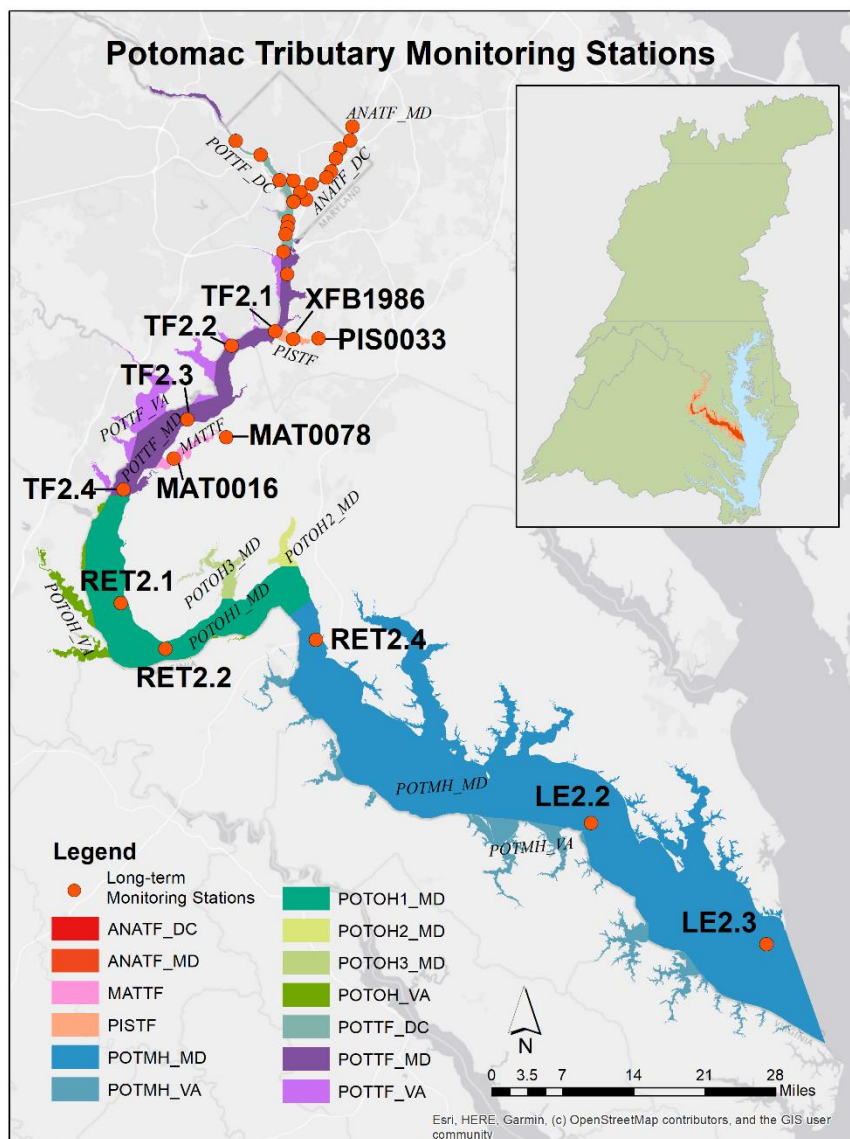 Potomac Tributary Monitoring Stations
ANATF_MD
POTTF_DC
ANATF_DC
MARYLAND
TF2.1
XFB1986
TF2.2
PIS0033
PISTF
TF2.3
POTTF_VA
POTTF_MD
MATTF
MAT0078
MAT0016
TF2.4
POTOH2_MD
POTOH3_MD
RET2.1
POTOH1_MD
POTOH_VA
RET2.4
RET2.2
POTMH_MD
LE2.2
POTMH_VA
LE2.3
VIRGINIA
Legend
Long-term
Monitoring Stations
ANATF_DC
ANATF_MD
MATTF
PISTF
POTMH_MD
POTMH_VA
POTOH1_MD
POTOH2_MD
POTOH3_MD
POTOH_VA
POTTF_DC
POTTF_MD
POTTF_VA
N
0 3.5 7 14 21 28
Miles
Esri, HERE, Garmin, (c) OpenStreetMap contributors, and the GIS user
community